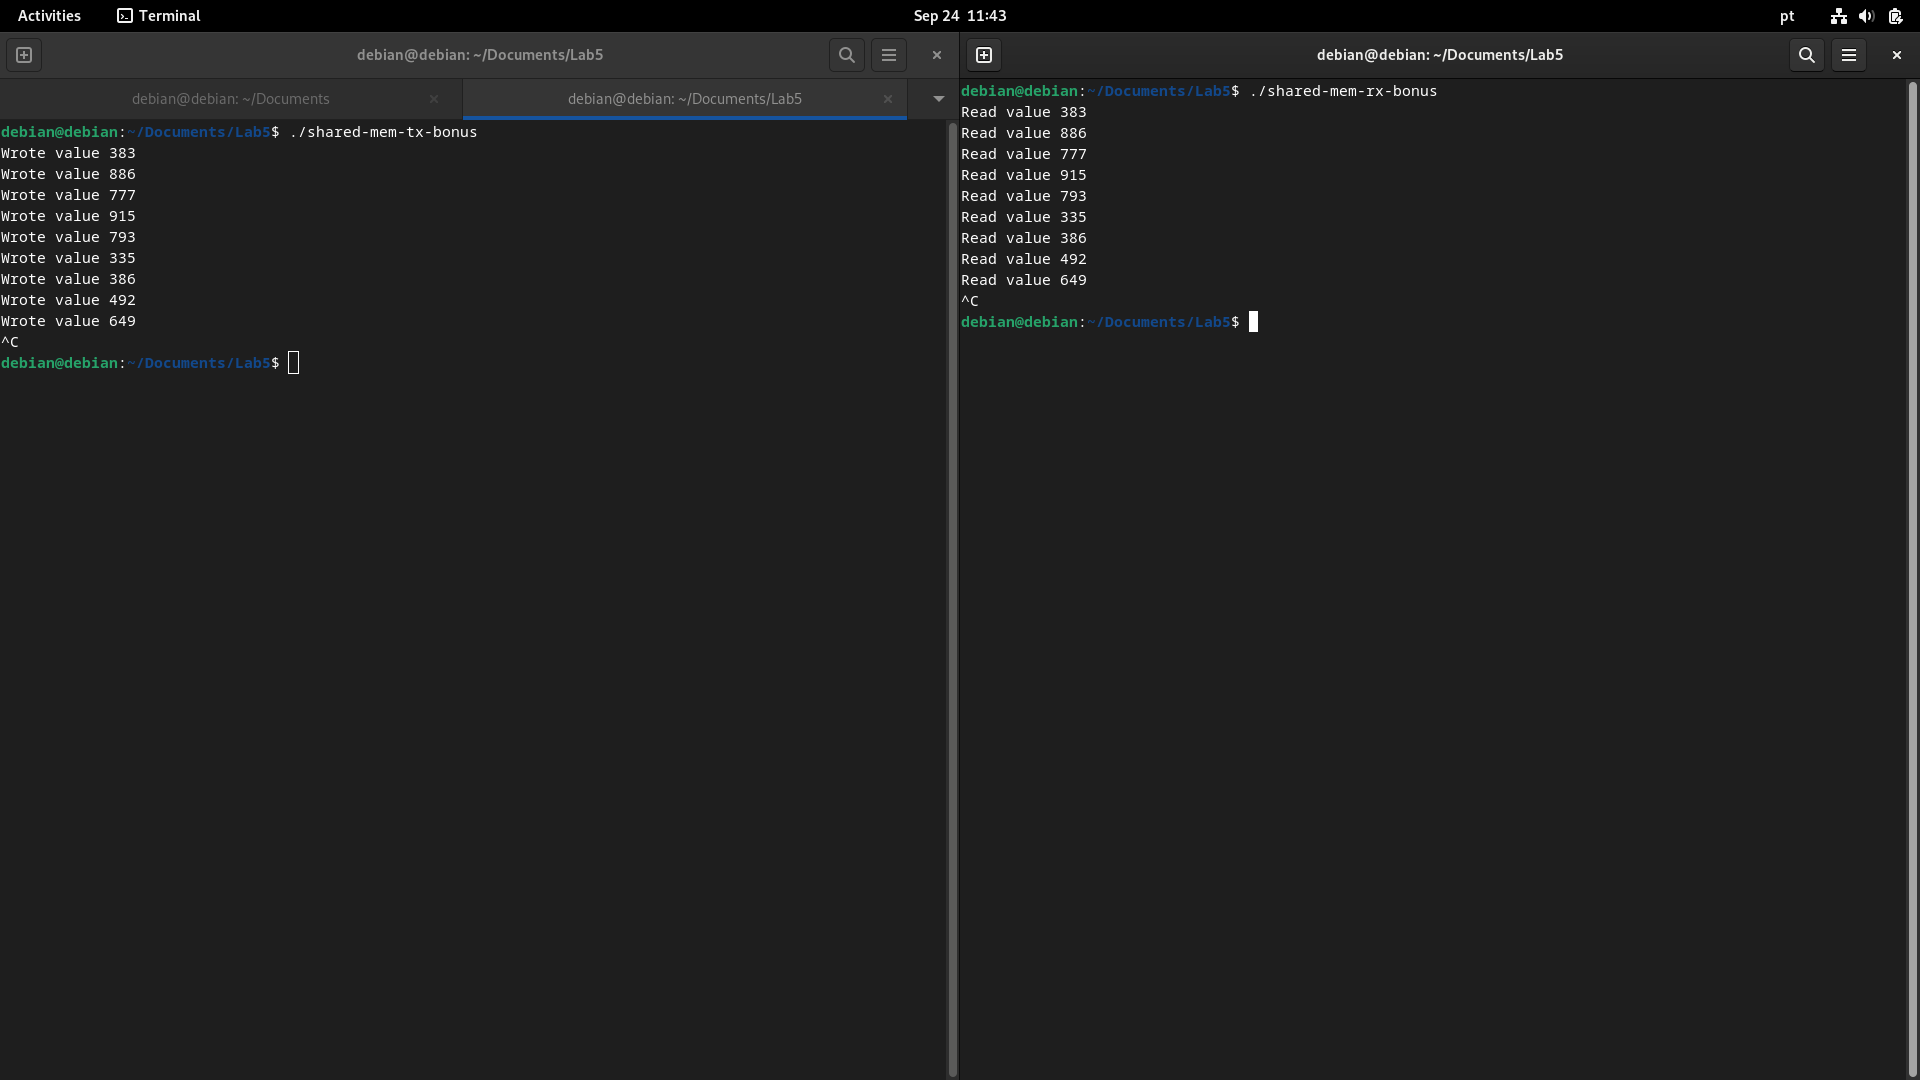 Activities Terminal Sep 24 11:43 pt
debian@debian: ~/Documents/Lab5
debian@debian: ~/Documents debian@debian: ~/Documents/Lab5
debian@debian:~/Documents/Lab5$ ./shared-mem-tx-bonus
Wrote value 383
Wrote value 886
Wrote value 777
Wrote value 915
Wrote value 793
Wrote value 335
Wrote value 386
Wrote value 492
Wrote value 649
^C
debian@debian:~/Documents/Lab5$
debian@debian: ~/Documents/Lab5
debian@debian:~/Documents/Lab5$ ./shared-mem-rx-bonus
Read value 383
Read value 886
Read value 777
Read value 915
Read value 793
Read value 335
Read value 386
Read value 492
Read value 649
^C
debian@debian:~/Documents/Lab5$